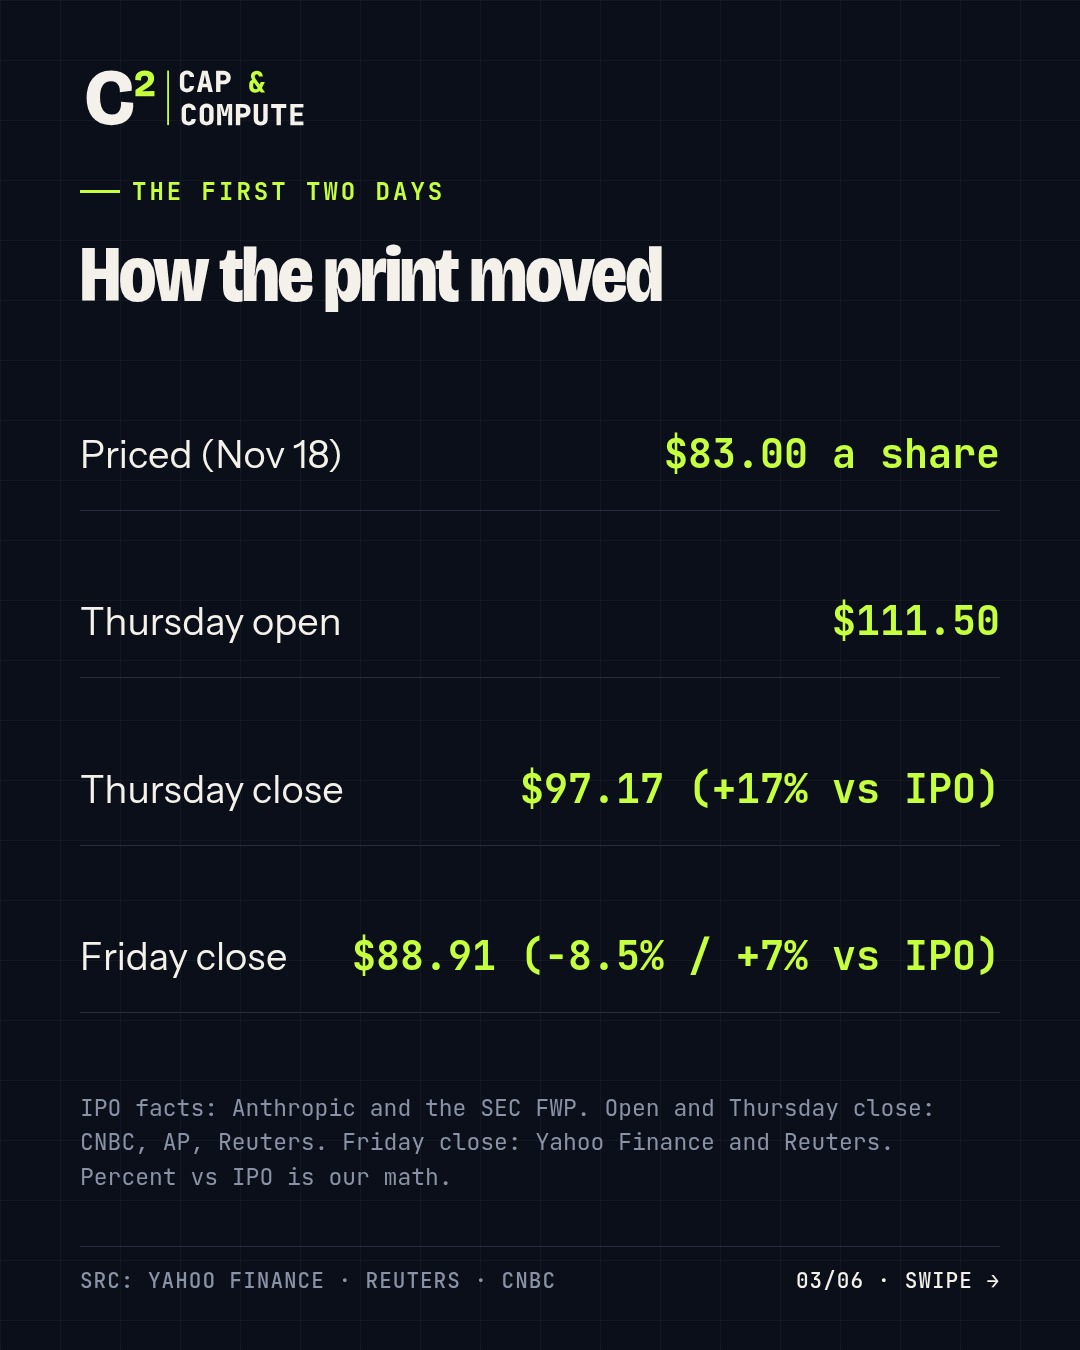 C² CAP &
COMPUTE
THE FIRST TWO DAYS
How the print moved
Priced (Nov 18) $83.00 a share
Thursday open $111.50
Thursday close $97.17 (+17% vs IPO)
Friday close $88.91 (-8.5% / +7% vs IPO)
IPO facts: Anthropic and the SEC FWP. Open and Thursday close:
CNBC, AP, Reuters. Friday close: Yahoo Finance and Reuters.
Percent vs IPO is our math.
SRC: YAHOO FINANCE · REUTERS · CNBC 03/06 · SWIPE →